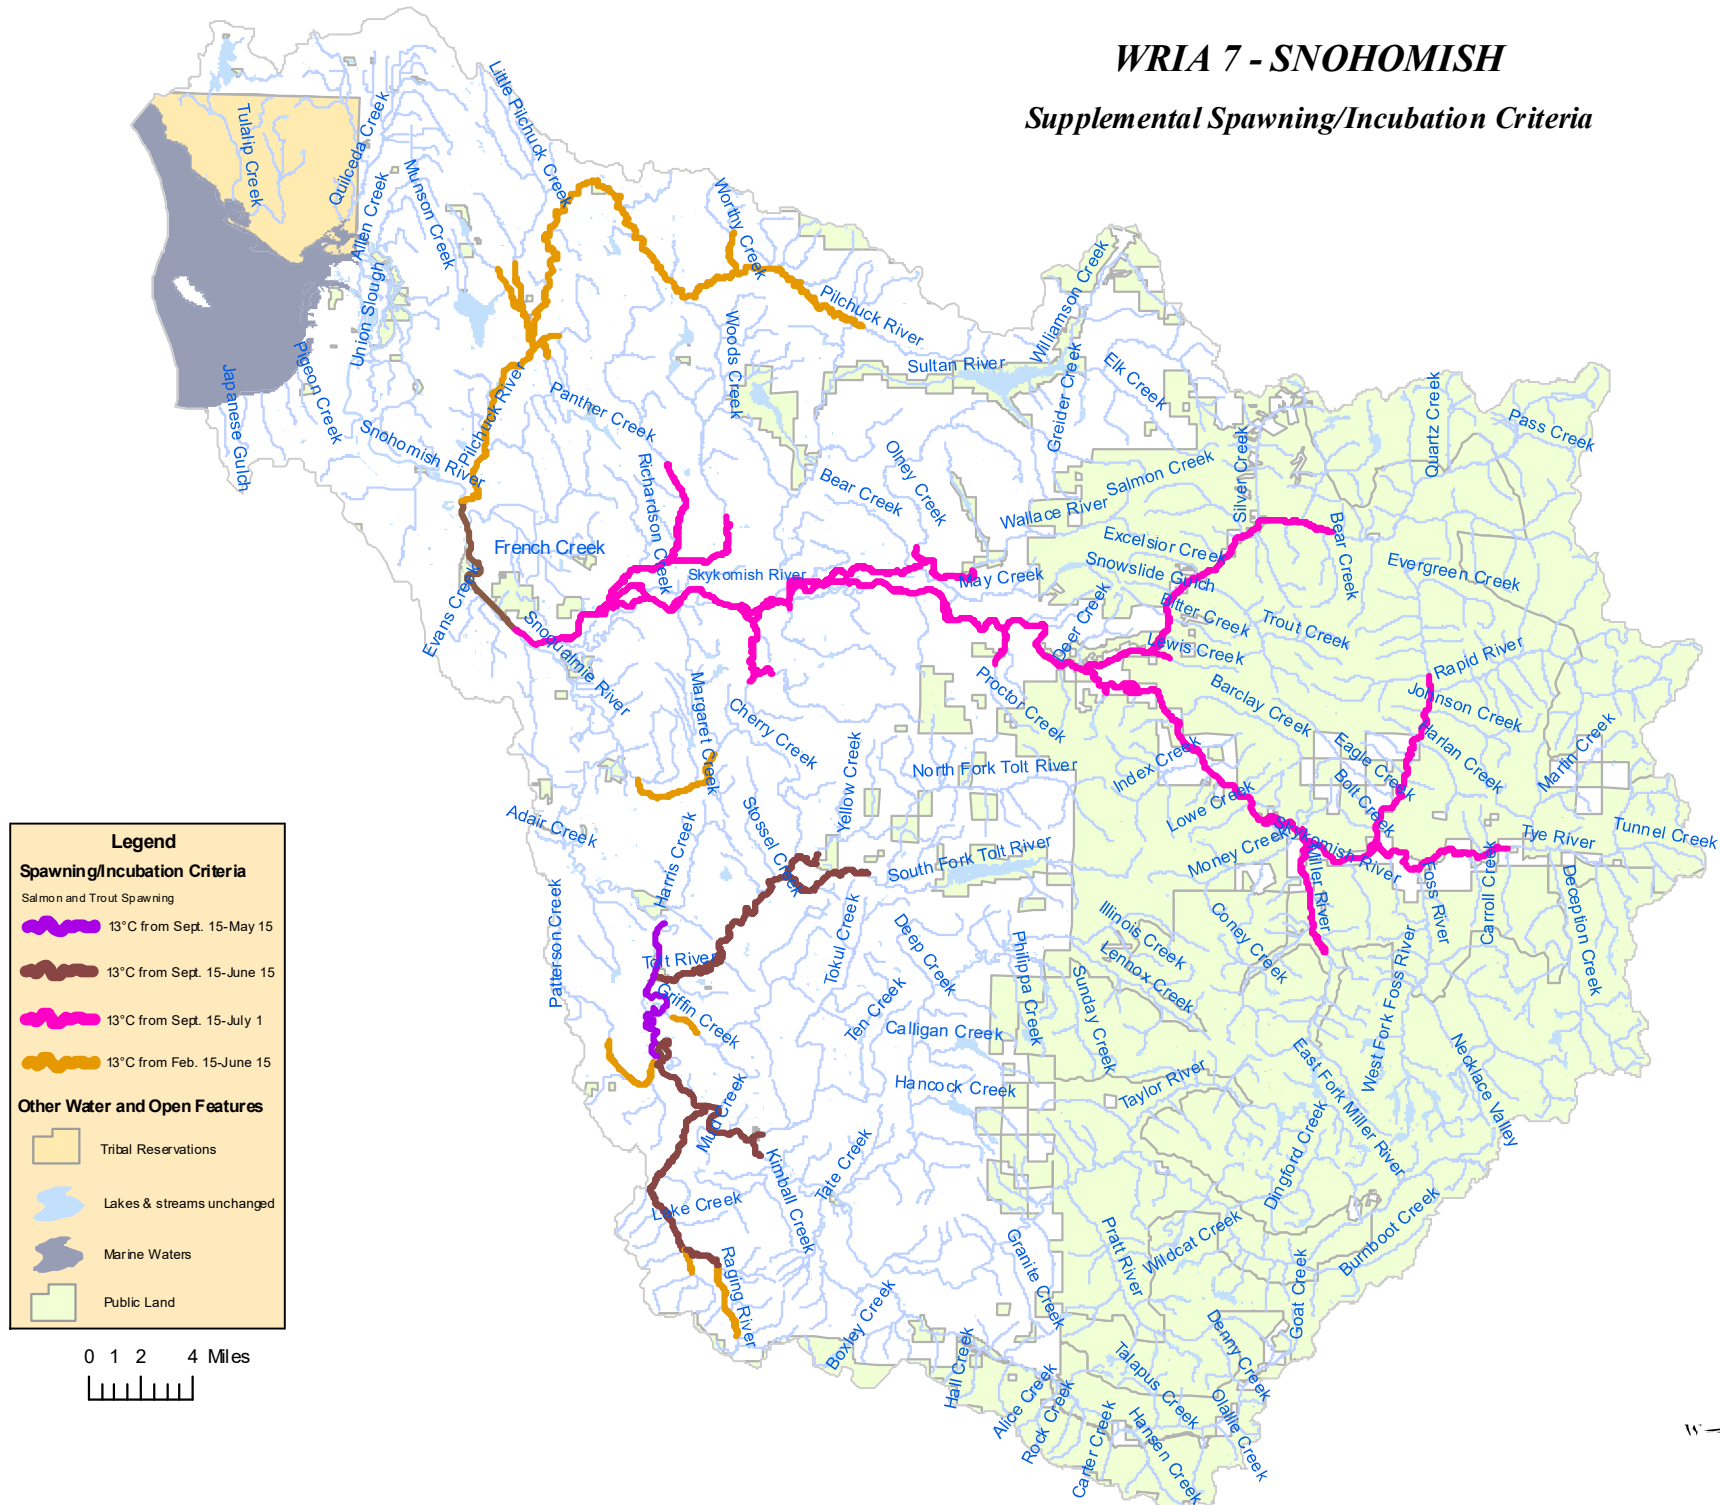 WRIA 7 - SNOHOMISH
Supplemental Spawning/Incubation Criteria
Little Pilchuck Creek
Tulalip Creek
Quilceda Creek
Munson Creek
Allen Creek
Worthy Creek
Union Slough
Pilchuck River
Williamson Creek
Woods Creek
Sultan River
Greider Creek
Elk Creek
Japanese Gulch
Pigeon Creek
Pilchuck River
Panther Creek
Snohomish River
Quartz Creek
Pass Creek
Richardson Creek
Olney Creek
Bear Creek
Salmon Creek
Silver Creek
Wallace River
French Creek
Skykomish River
May Creek
Excelsior Creek
Snowslide Gulch
Bear Creek
Evergreen Creek
Evans Creek
Snoqualmie River
Deer Creek
Bitter Creek
Trout Creek
Lewis Creek
Rapid River
Margaret Creek
Cherry Creek
Proctor Creek
Barclay Creek
Johnson Creek
Harlan Creek
Martin Creek
Yellow Creek
North Fork Tolt River
Index Creek
Eagle Creek
Bolt Creek
Adair Creek
Stossel Creek
Harris Creek
Lowe Creek
Skykomish River
Money Creek
Tye River
Tunnel Creek
South Fork Tolt River
Miller River
Foss River
Carroll Creek
Deception Creek
Patterson Creek
Tokul Creek
Deep Creek
Philippa Creek
Illinois Creek
Lennox Creek
Coney Creek
Tolt River
Griffin Creek
Ten Creek
Calligan Creek
Sunday Creek
West Fork Foss River
Necklace Valley
Mud Creek
Hancock Creek
Taylor River
East Fork Miller River
Dingford Creek
Tate Creek
Kimball Creek
Lake Creek
Raging River
Granite Creek
Pratt River
Wildcat Creek
Burnboot Creek
Goat Creek
Boxley Creek
Hall Creek
Alice Creek
Rock Creek
Carter Creek
Talapus Creek
Hansen Creek
Denny Creek
Olallie Creek
Legend
Spawning/Incubation Criteria
Salmon and Trout Spawning
13°C from Sept. 15-May 15
13°C from Sept. 15-June 15
13°C from Sept. 15-July 1
13°C from Feb. 15-June 15
Other Water and Open Features
Tribal Reservations
Lakes & streams unchanged
Marine Waters
Public Land
0 1 2 4 Miles
W